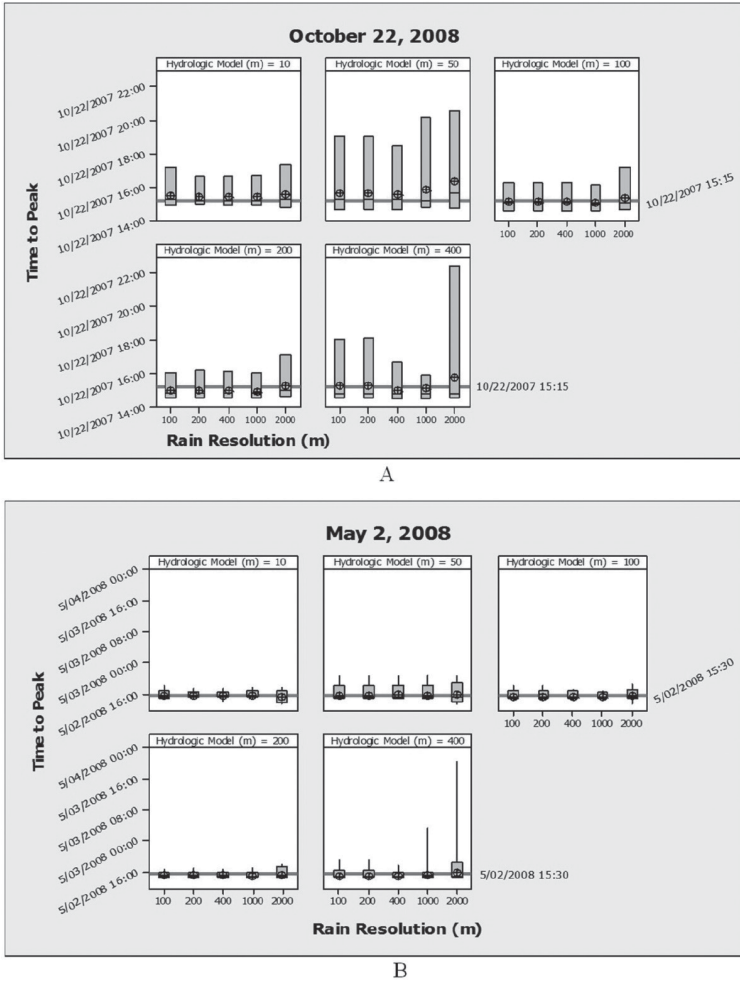 October 22, 2008
Hydrologic Model (m) = 10
Hydrologic Model (m) = 50
Hydrologic Model (m) = 100
10/22/2007 22:00
10/22/2007 20:00
10/22/2007 18:00
10/22/2007 16:00
10/22/2007 14:00
10/22/2007 15:15
100 200 400 1000 2000
Time to Peak
Hydrologic Model (m) = 200
Hydrologic Model (m) = 400
10/22/2007 22:00
10/22/2007 20:00
10/22/2007 18:00
10/22/2007 16:00
10/22/2007 14:00
10/22/2007 15:15
100 200 400 1000 2000
100 200 400 1000 2000
Rain Resolution (m)
A
May 2, 2008
Hydrologic Model (m) = 10
Hydrologic Model (m) = 50
Hydrologic Model (m) = 100
5/04/2008 00:00
5/03/2008 16:00
5/03/2008 08:00
5/03/2008 00:00
5/02/2008 16:00
5/02/2008 15:30
100 200 400 1000 2000
Time to Peak
Hydrologic Model (m) = 200
Hydrologic Model (m) = 400
5/04/2008 00:00
5/03/2008 16:00
5/03/2008 08:00
5/03/2008 00:00
5/02/2008 16:00
5/02/2008 15:30
100 200 400 1000 2000
100 200 400 1000 2000
Rain Resolution (m)
B